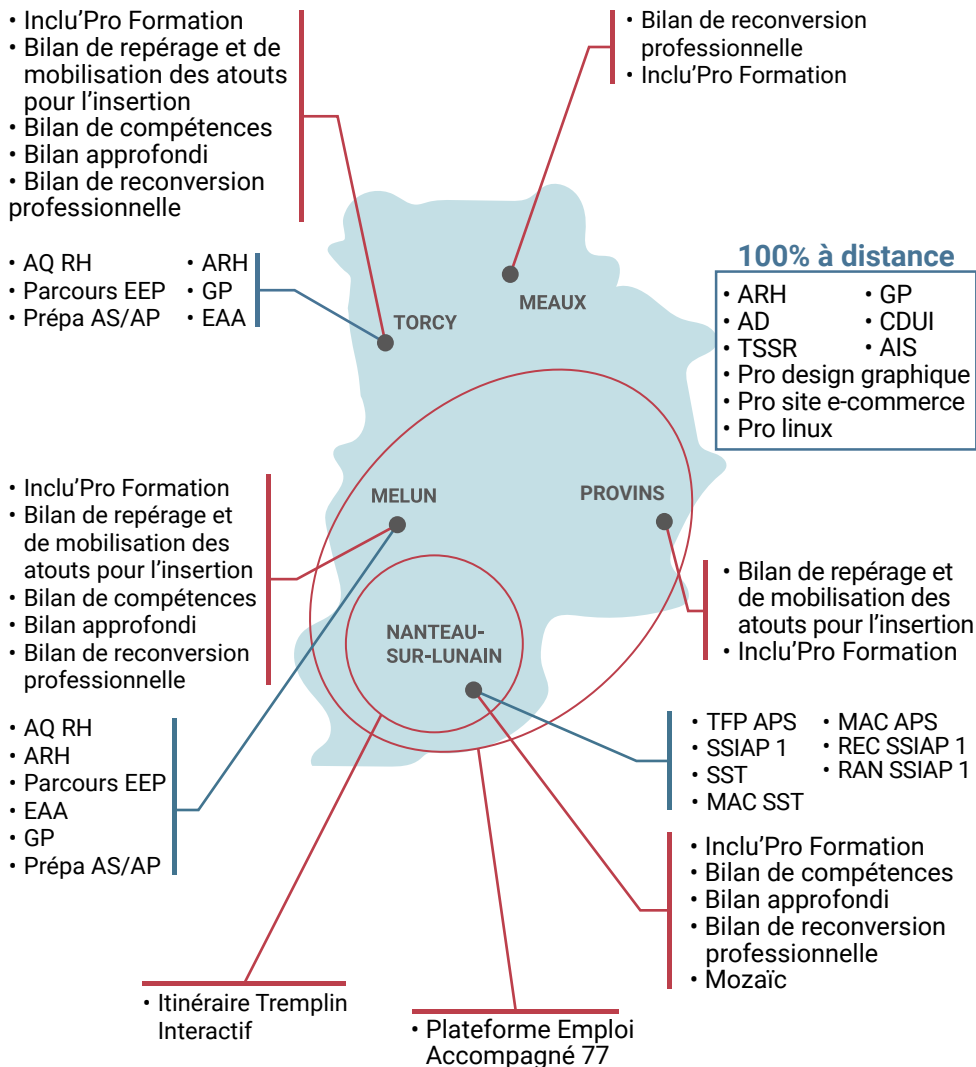 • Inclu'Pro Formation
• Bilan de repérage et de
mobilisation des atouts
pour l'insertion
• Bilan de compétences
• Bilan approfondi
• Bilan de reconversion
professionnelle
• Bilan de reconversion
professionnelle
• Inclu'Pro Formation
• AQ RH
• Parcours EEP
• Prépa AS/AP
• ARH
• GP
• EAA
TORCY
MEAUX
100% à distance
• ARH
• AD
• TSSR
• GP
• CDUI
• AIS
• Pro design graphique
• Pro site e-commerce
• Pro linux
• Inclu'Pro Formation
• Bilan de repérage et
de mobilisation des
atouts pour l'insertion
• Bilan de compétences
• Bilan approfondi
• Bilan de reconversion
professionnelle
MELUN
PROVINS
• Bilan de repérage et
de mobilisation des
atouts pour l'insertion
• Inclu'Pro Formation
NANTEAU-
SUR-LUNAIN
• AQ RH
• ARH
• Parcours EEP
• EAA
• GP
• Prépa AS/AP
• TFP APS
• SSIAP 1
• SST
• MAC SST
• MAC APS
• REC SSIAP 1
• RAN SSIAP 1
• Inclu'Pro Formation
• Bilan de compétences
• Bilan approfondi
• Bilan de reconversion
professionnelle
• Mozaïc
• Itinéraire Tremplin
Interactif
• Plateforme Emploi
Accompagné 77